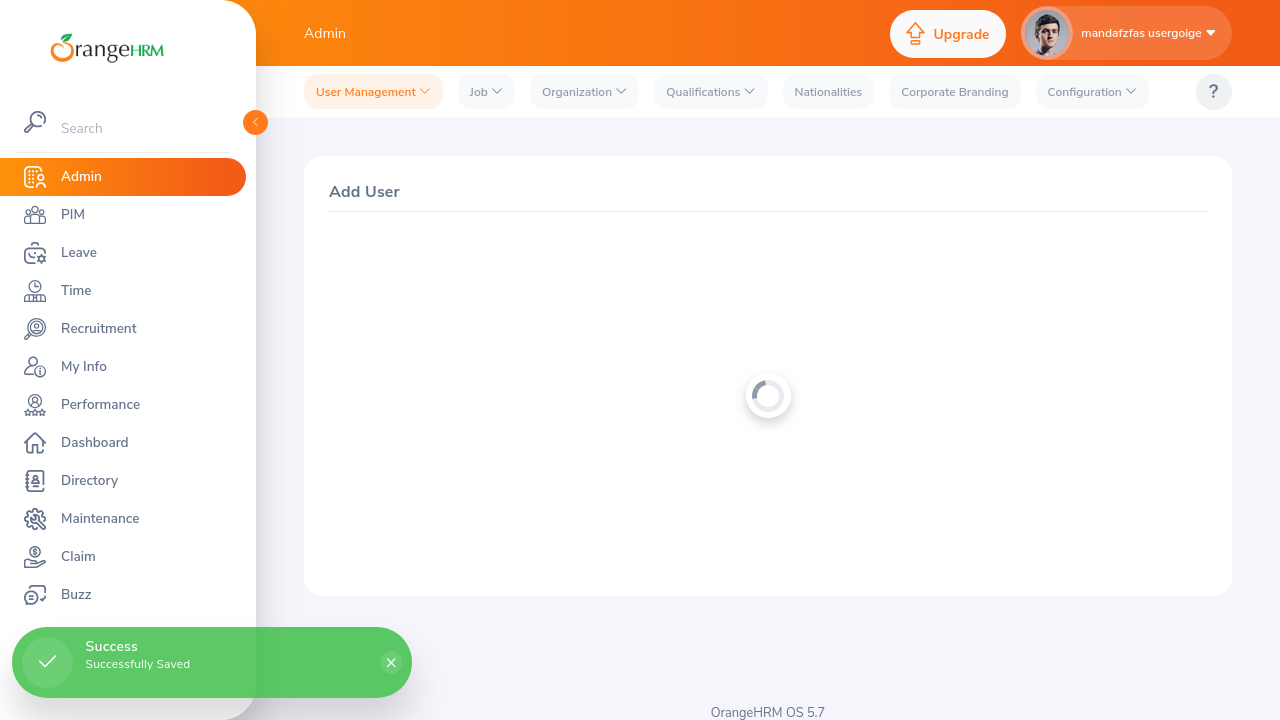 OrangeHRM
Admin
Upgrade
mandafzfas usergoige
User Management
Job
Organization
Qualifications
Nationalities
Corporate Branding
Configuration
?
Search
Admin
PIM
Leave
Time
Recruitment
My Info
Performance
Dashboard
Directory
Maintenance
Claim
Buzz
Add User
Success
Successfully Saved
OrangeHRM OS 5.7